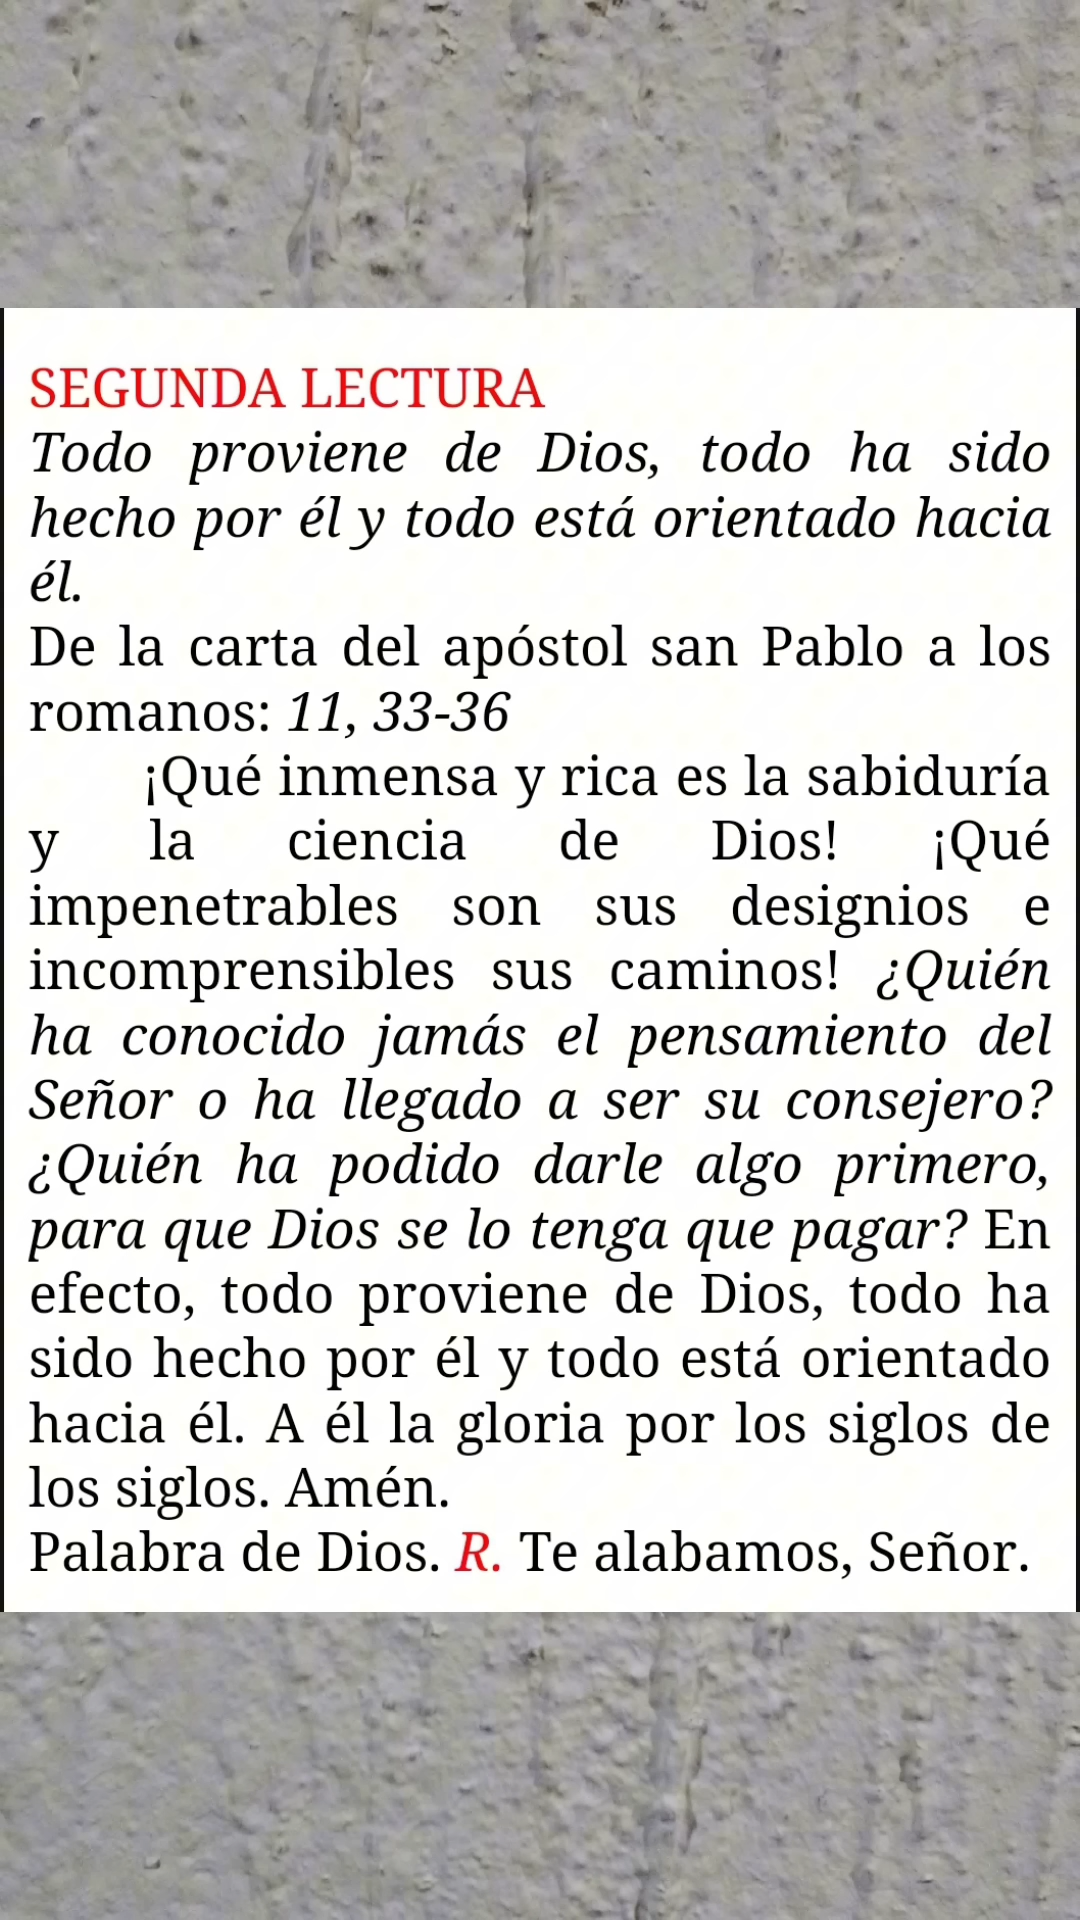 SEGUNDA LECTURA
Todo proviene de Dios, todo ha sido
hecho por él y todo está orientado hacia
él.
De la carta del apóstol san Pablo a los
romanos: 11, 33-36
¡Qué inmensa y rica es la sabiduría
y la ciencia de Dios! ¡Qué
impenetrables son sus designios e
incomprensibles sus caminos! ¿Quién
ha conocido jamás el pensamiento del
Señor o ha llegado a ser su consejero?
¿Quién ha podido darle algo primero,
para que Dios se lo tenga que pagar? En
efecto, todo proviene de Dios, todo ha
sido hecho por él y todo está orientado
hacia él. A él la gloria por los siglos de
los siglos. Amén.
Palabra de Dios. R. Te alabamos, Señor.